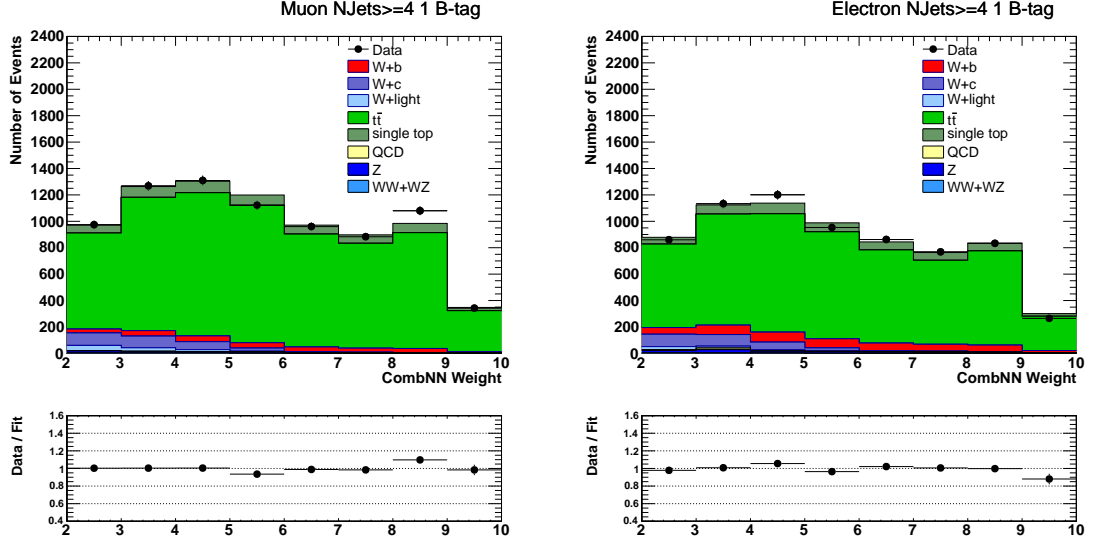 Muon NJets>=4 1 B-tag
Number of Events
2400
2200
2000
1800
1600
1400
1200
1000
800
600
400
200
0
Data
W+b
W+c
W+light
tt̄
single top
QCD
Z
WW+WZ
2 3 4 5 6 7 8 9 10
CombNN Weight
Data / Fit
1.6
1.4
1.2
1
0.8
0.6
0.4
2 3 4 5 6 7 8 9 10
Electron NJets>=4 1 B-tag
Number of Events
2400
2200
2000
1800
1600
1400
1200
1000
800
600
400
200
0
Data
W+b
W+c
W+light
tt̄
single top
QCD
Z
WW+WZ
2 3 4 5 6 7 8 9 10
CombNN Weight
Data / Fit
1.6
1.4
1.2
1
0.8
0.6
0.4
2 3 4 5 6 7 8 9 10